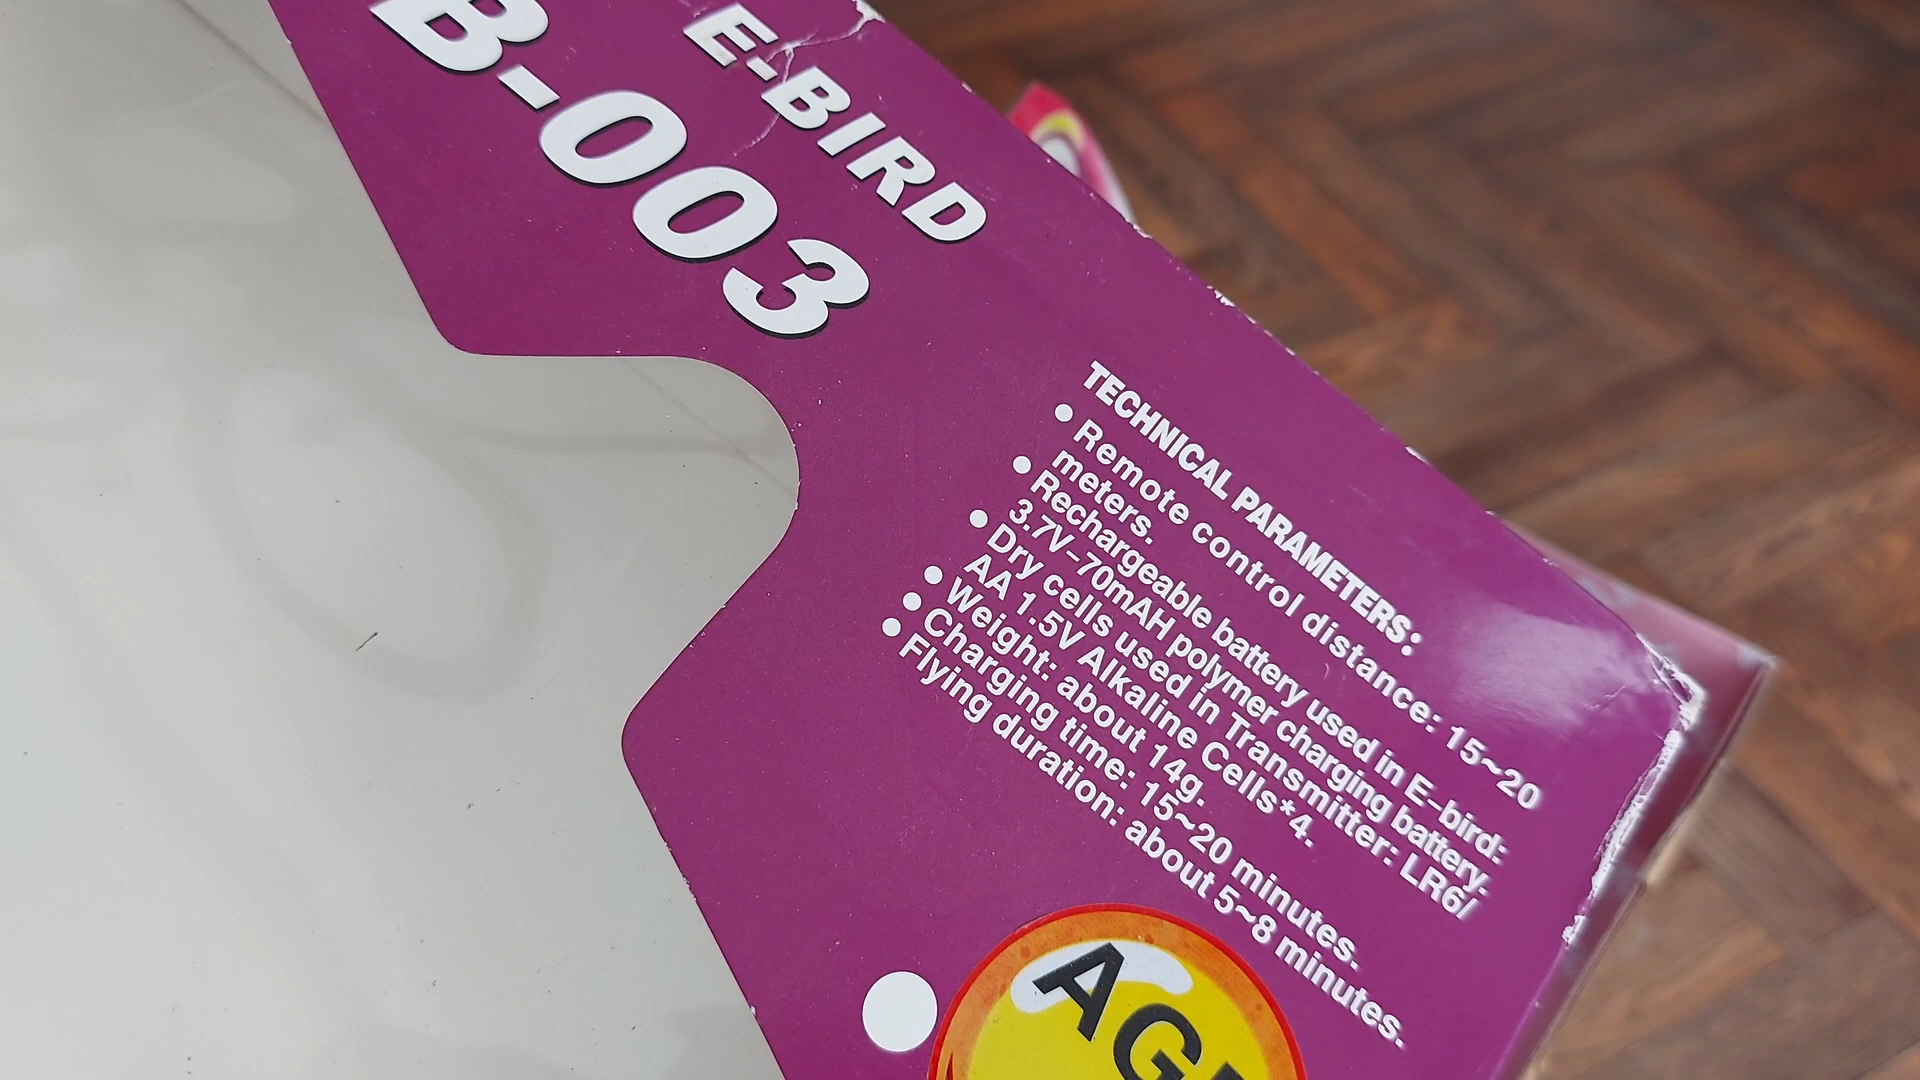 E-BIRD
B-003
TECHNICAL PARAMETERS:
● Remote control distance: 15~20
meters.
● Rechargeable battery used in E-bird:
3.7V-70mAH polymer charging battery.
● Dry cells used in Transmitter: LR6/
AA 1.5V Alkaline Cells*4.
● Weight: about 14g.
● Charging time: 15~20 minutes.
● Flying duration: about 5~8 minutes.
AG